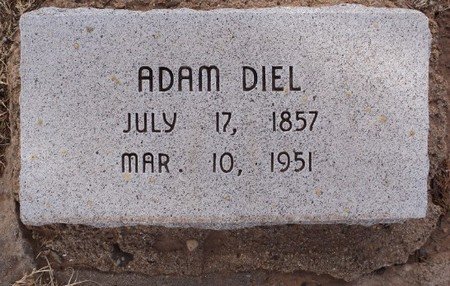 ADAM DIEL
JULY 17, 1857
MAR. 10, 1951